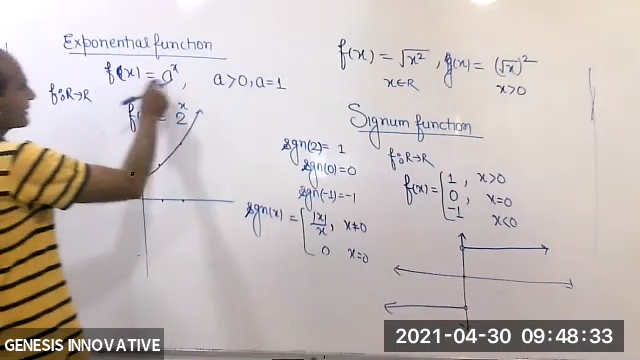 Exponential function
f(x) = a^x, a>0, a=1
f:R→R
2^x
f(x) = √x² , g(x) = (√x)²
x∈R x>0
Signum function
sgn(2) = 1
sgn(0) = 0
sgn(-1) = -1
sgn(x) = |x|/x , x≠0
0 x=0
f:R→R
f(x) = 1 , x>0
0 , x=0
-1 x<0
GENESIS INNOVATIVE
2021-04-30 09:48:33